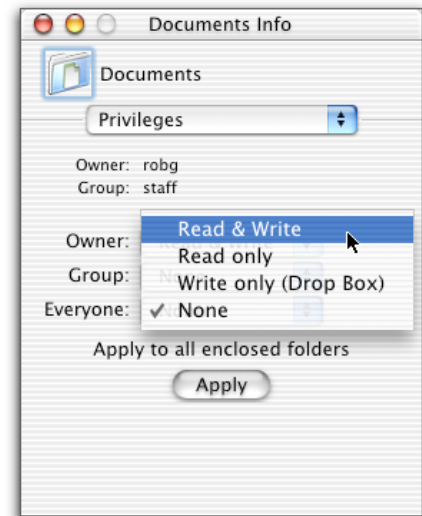 Documents Info
Documents
Privileges
Owner: robg
Group: staff
Read & Write
Owner:
Read only
Group:
Write only (Drop Box)
Everyone: ✓ None
Apply to all enclosed folders
Apply